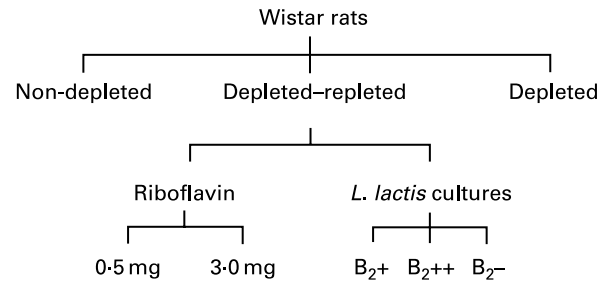 Wistar rats
Non-depleted Depleted–repleted Depleted
Riboflavin L. lactis cultures
0·5 mg 3·0 mg B₂+ B₂++ B₂–